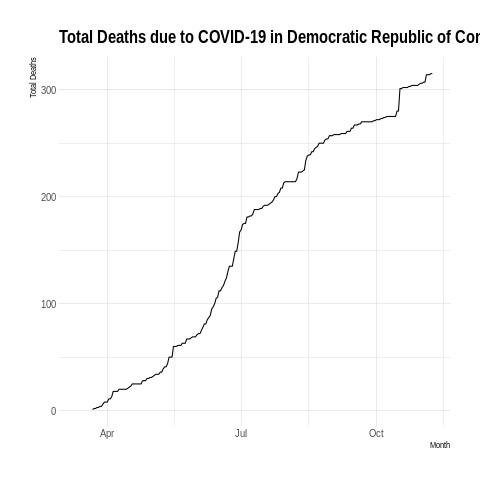 Total Deaths due to COVID-19 in Democratic Republic of Con
Total Deaths
300
200
100
0
Apr
Jul
Oct
Month